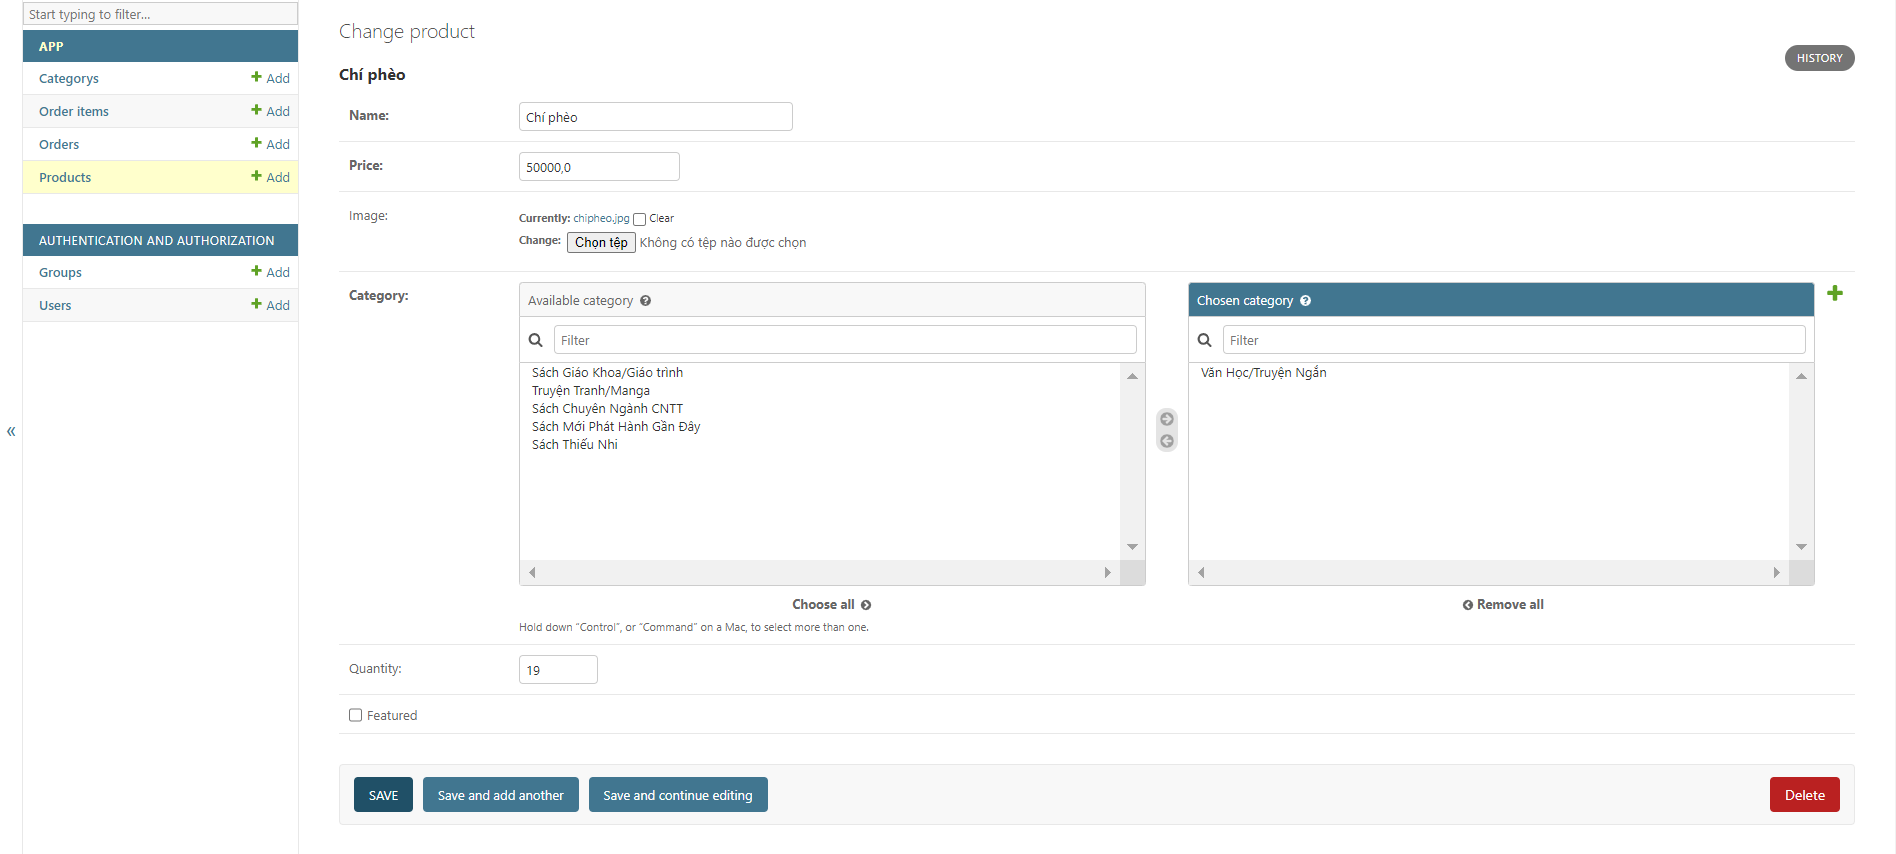 Start typing to filter...
APP
Categorys Add
Order items Add
Orders Add
Products Add
AUTHENTICATION AND AUTHORIZATION
Groups Add
Users Add
«
Change product
HISTORY
Chí phèo
Name: Chí phèo
Price: 50000,0
Image: Currently: chipheo.jpg Clear
Change: Chọn tệp Không có tệp nào được chọn
Category:
Available category
Filter
Sách Giáo Khoa/Giáo trình
Truyện Tranh/Manga
Sách Chuyên Ngành CNTT
Sách Mới Phát Hành Gần Đây
Sách Thiếu Nhi
Choose all
Chosen category
Filter
Văn Học/Truyện Ngắn
Remove all
Hold down “Control”, or “Command” on a Mac, to select more than one.
Quantity: 19
Featured
SAVE Save and add another Save and continue editing Delete